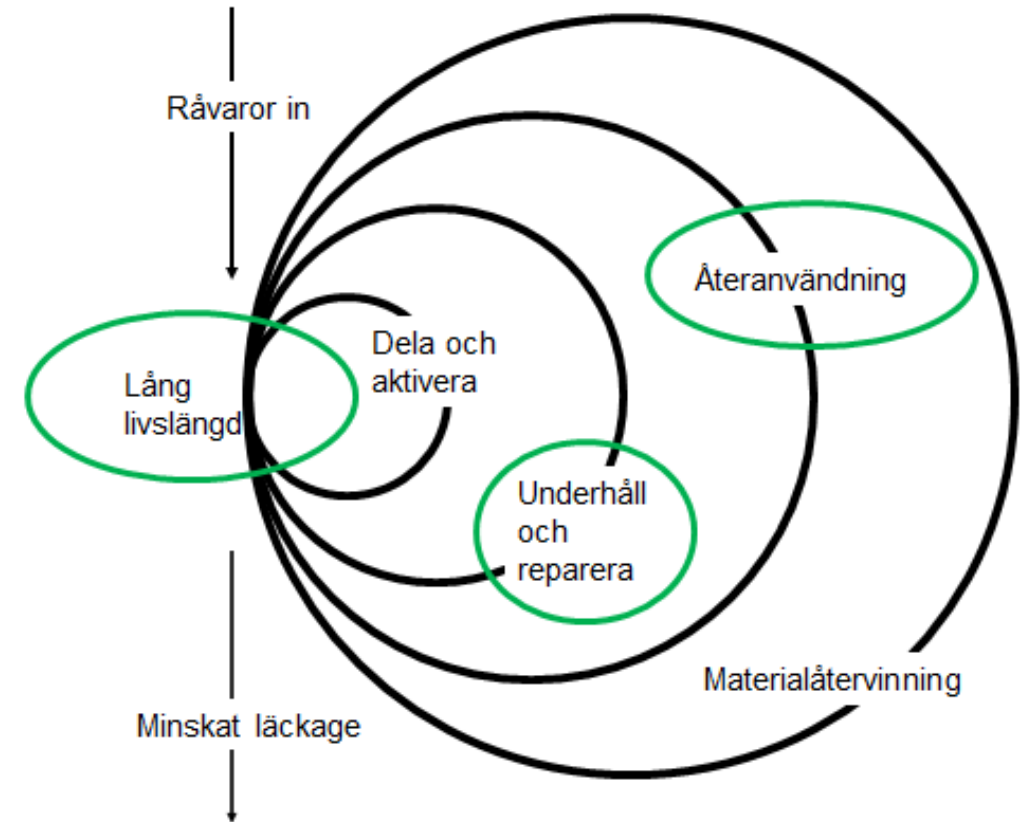 Råvaror in
Återanvändning
Dela och
aktivera
Lång
livslängd
Underhåll
och
reparera
Materialåtervinning
Minskat läckage